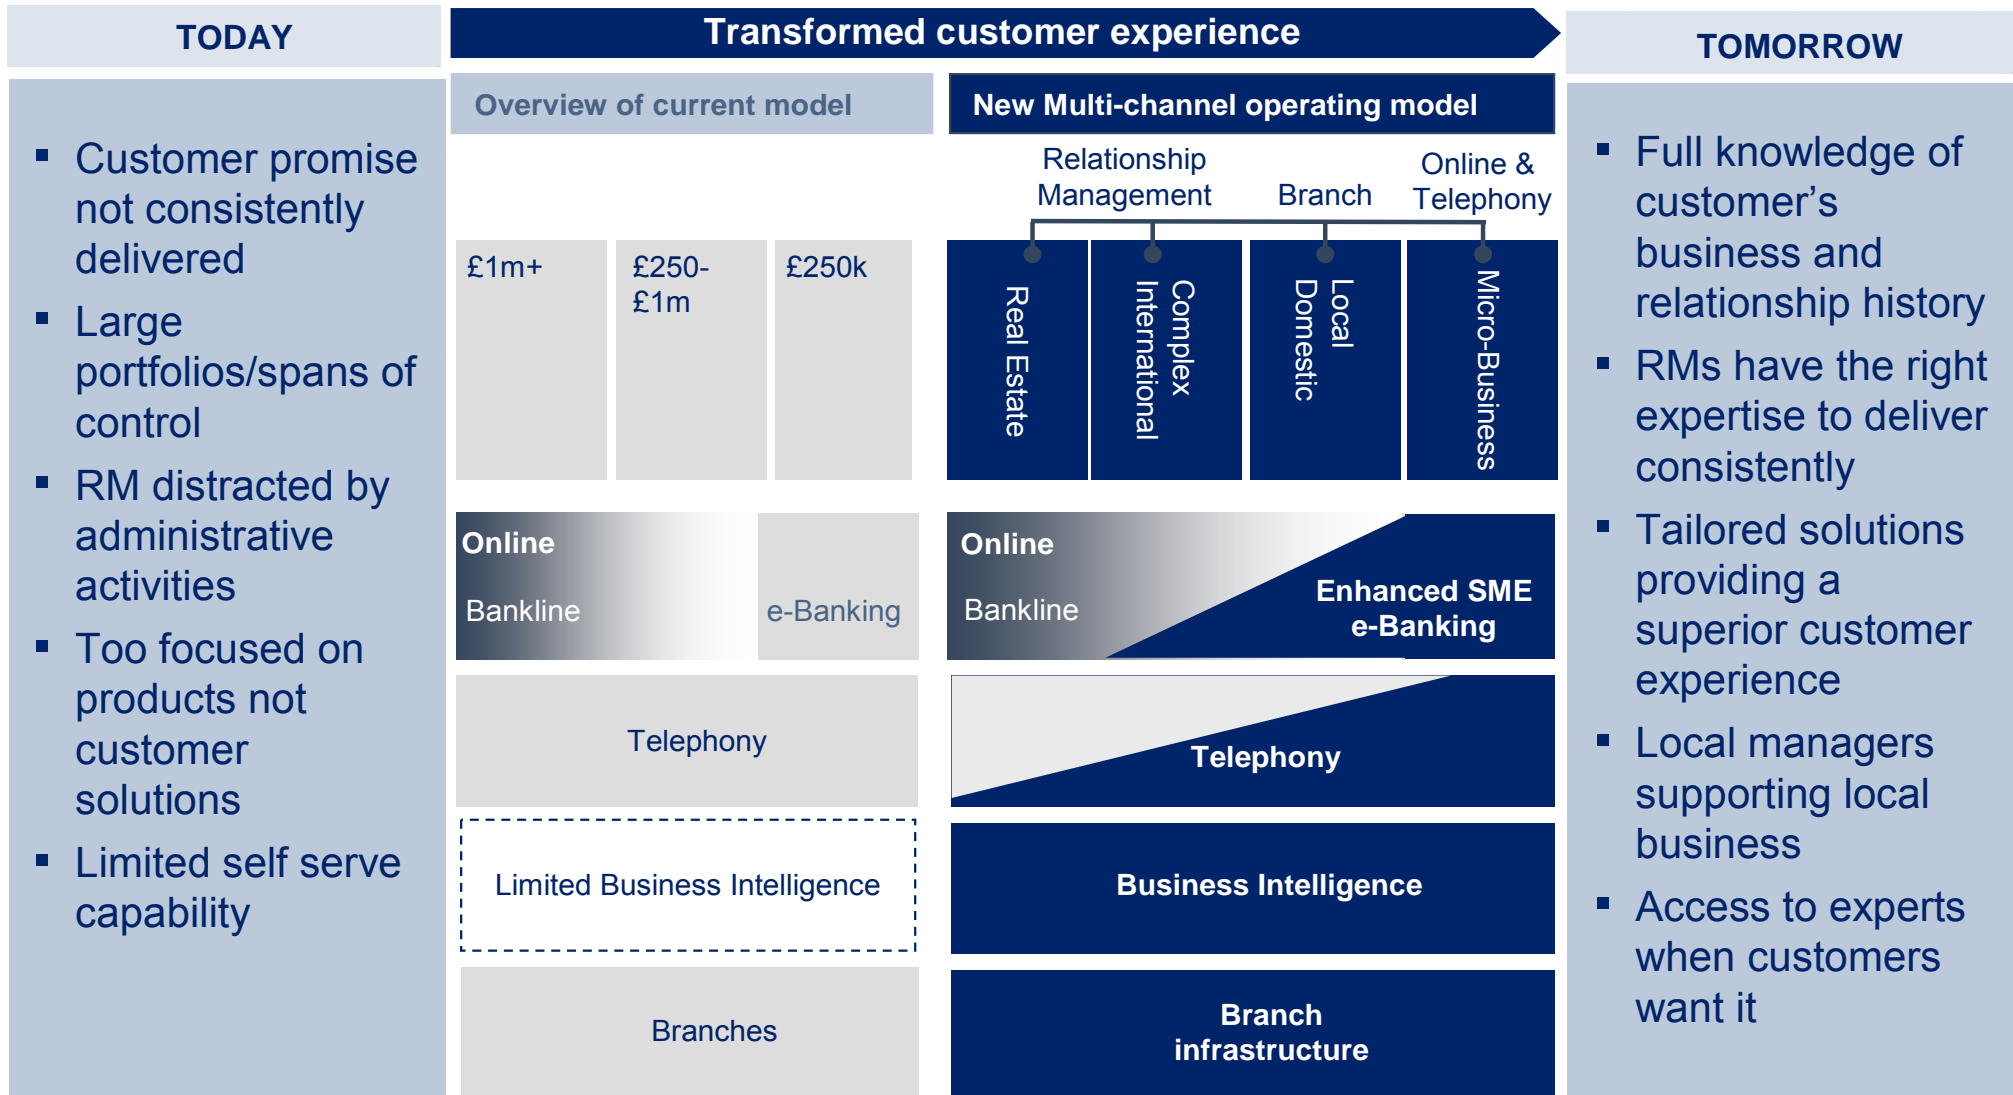 TODAY
Customer promise
not consistently
delivered
Large
portfolios/spans of
control
RM distracted by
administrative
activities
Too focused on
products not
customer
solutions
Limited self serve
capability
Transformed customer experience
Overview of current model
£1m+
£250-
£1m
£250k
Online
Bankline
e-Banking
Telephony
Limited Business Intelligence
Branches
New Multi-channel operating model
Relationship
Management
Branch
Online &
Telephony
Real Estate
Complex
International
Local
Domestic
Micro-Business
Online
Bankline
Enhanced SME
e-Banking
Telephony
Business Intelligence
Branch
infrastructure
TOMORROW
Full knowledge of
customer’s
business and
relationship history
RMs have the right
expertise to deliver
consistently
Tailored solutions
providing a
superior customer
experience
Local managers
supporting local
business
Access to experts
when customers
want it